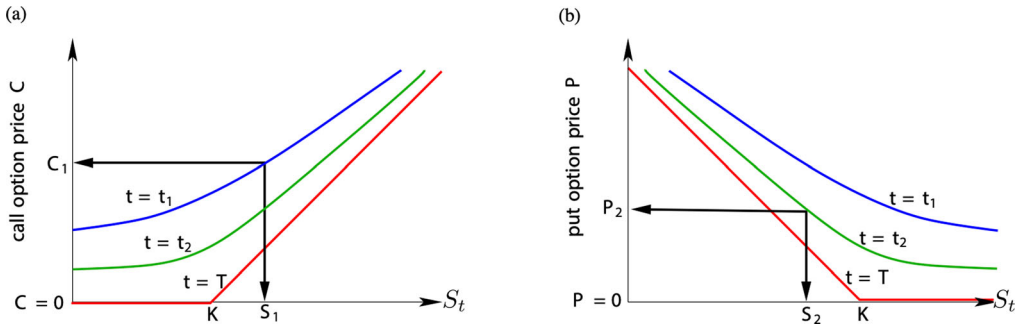 (a)
call option price C
C₁
t = t₁
t = t₂
t = T
C = 0
K
S₁
Sₜ
(b)
put option price P
P₂
t = t₁
t = t₂
t = T
P = 0
S₂
K
Sₜ